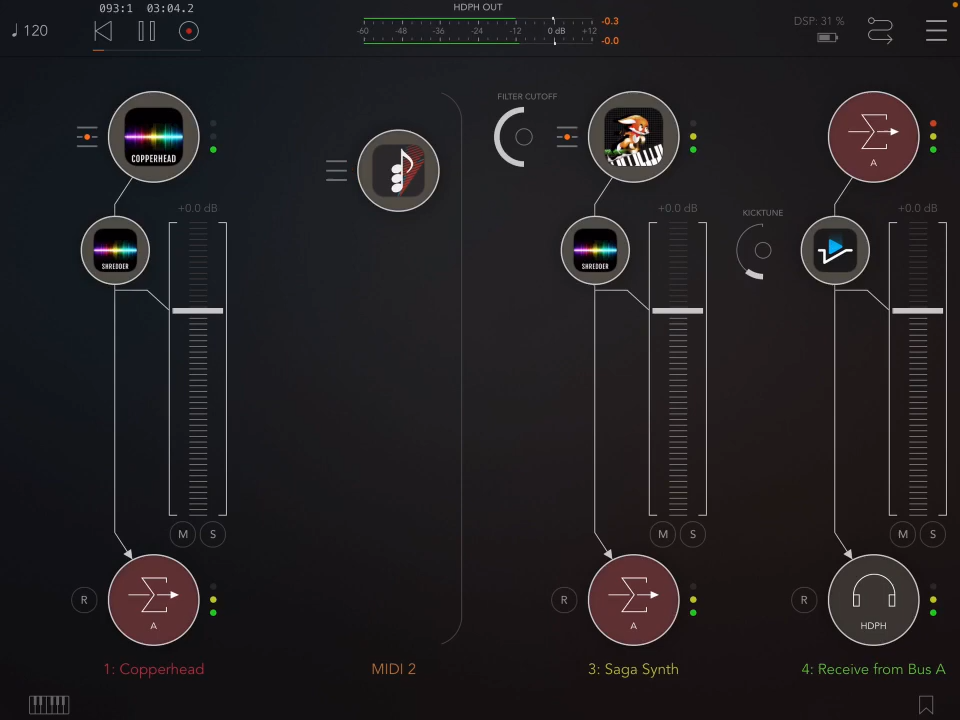 093:1 03:04.2
HDPH OUT
♩ 120
-60 -48 -36 -24 -12 0 dB +12
-0.3
-0.0
DSP: 31 %
FILTER CUTOFF
COPPERHEAD
A
+0.0 dB
+0.0 dB
KICKTUNE
+0.0 dB
SHREDDER
SHREDDER
M S
M S
M S
R
A
R
A
R
HDPH
1: Copperhead
MIDI 2
3: Saga Synth
4: Receive from Bus A